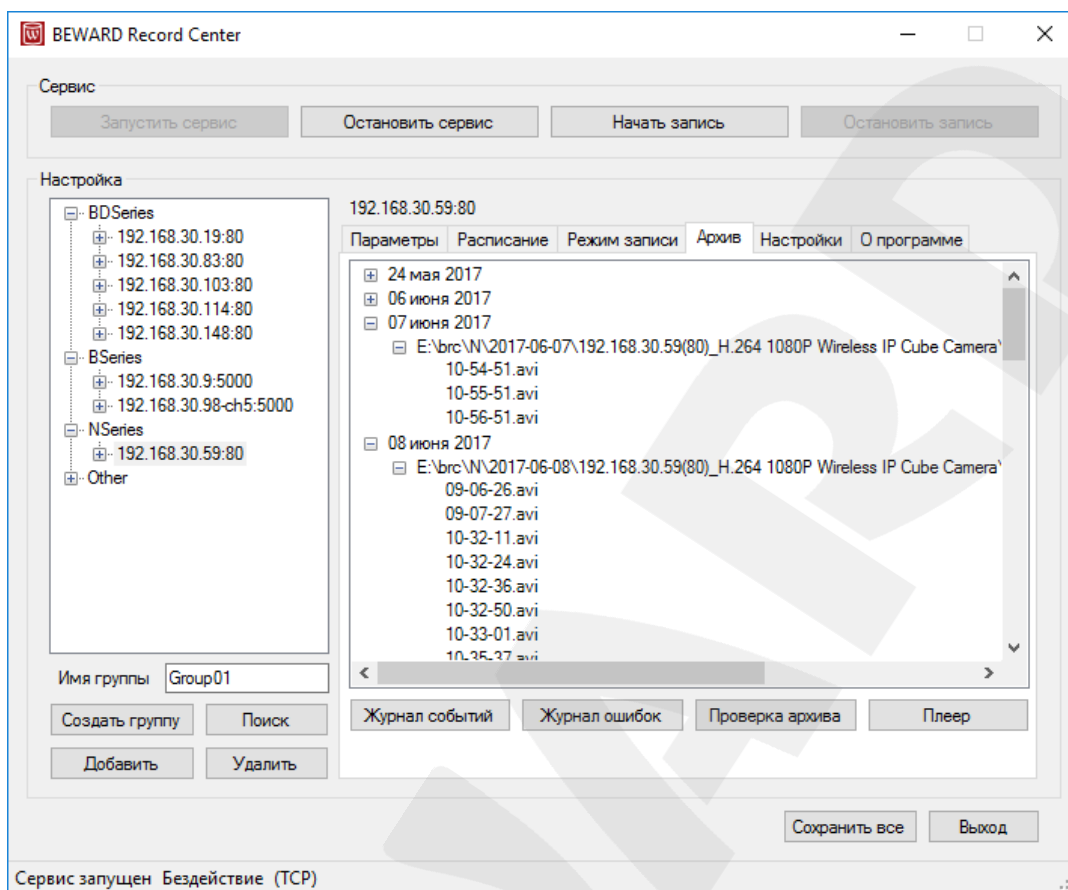 BEWARD Record Center
Сервис
Запустить сервис
Остановить сервис
Начать запись
Остановить запись
Настройка
BDSeries
192.168.30.19:80
192.168.30.83:80
192.168.30.103:80
192.168.30.114:80
192.168.30.148:80
BSeries
192.168.30.9:5000
192.168.30.98-ch5:5000
NSeries
192.168.30.59:80
Other
Имя группы
Group01
Создать группу
Поиск
Добавить
Удалить
192.168.30.59:80
Параметры
Расписание
Режим записи
Архив
Настройки
О программе
24 мая 2017
06 июня 2017
07 июня 2017
E:\brc\N\2017-06-07\192.168.30.59(80)_H.264 1080P Wireless IP Cube Camera\
10-54-51.avi
10-55-51.avi
10-56-51.avi
08 июня 2017
E:\brc\N\2017-06-08\192.168.30.59(80)_H.264 1080P Wireless IP Cube Camera\
09-06-26.avi
09-07-27.avi
10-32-11.avi
10-32-24.avi
10-32-36.avi
10-32-50.avi
10-33-01.avi
10-35-37.avi
Журнал событий
Журнал ошибок
Проверка архива
Плеер
Сохранить все
Выход
Сервис запущен Бездействие (TCP)